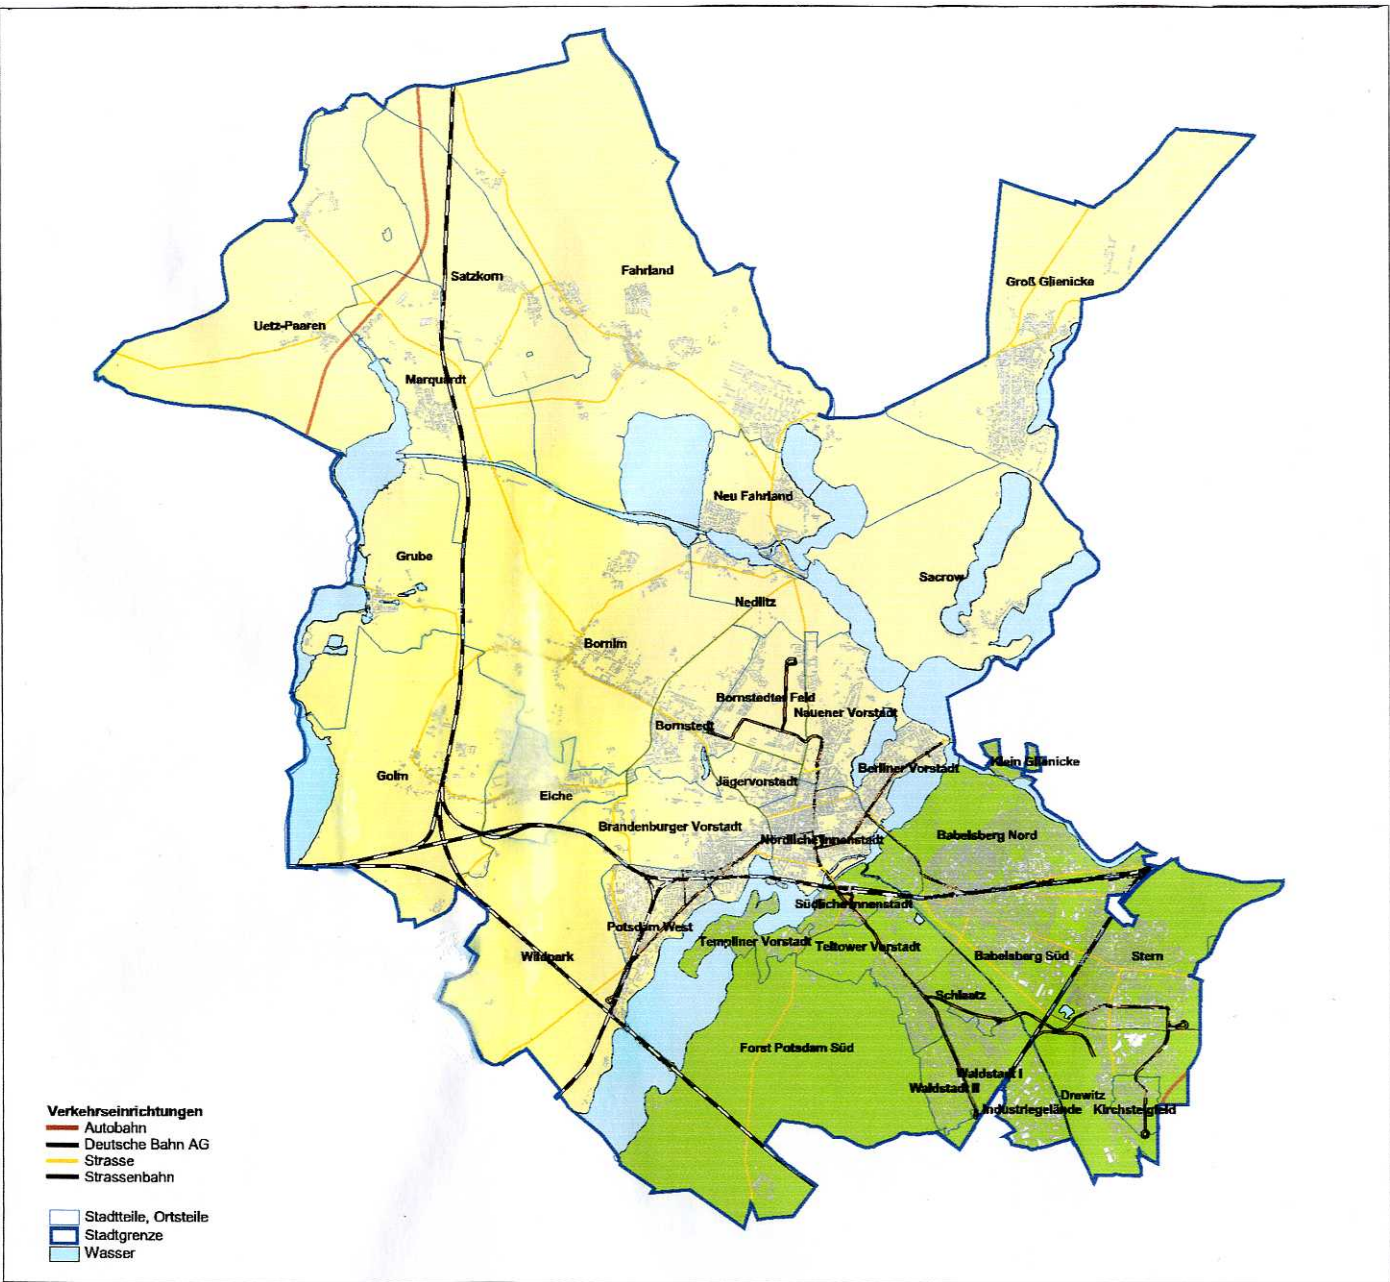 Fahrland
Satzkorn
Groß Glienicke
Uetz-Paaren
Marquardt
Neu Fahrland
Grube
Sacrow
Nedlitz
Bornim
Bornstedter Feld
Nauener Vorstadt
Bornstedt
Klein Glienicke
Berliner Vorstadt
Golm
Jägervorstadt
Eiche
Brandenburger Vorstadt
Babelsberg Nord
Nördliche Innenstadt
Südliche Innenstadt
Potsdam West
Templiner Vorstadt
Teltower Vorstadt
Wildpark
Babelsberg Süd
Stern
Schlaatz
Forst Potsdam Süd
Waldstadt I
Waldstadt II
Drewitz
Industriegelände
Kirchsteigfeld
Verkehrseinrichtungen
Autobahn
Deutsche Bahn AG
Strasse
Strassenbahn
Stadtteile, Ortsteile
Stadtgrenze
Wasser